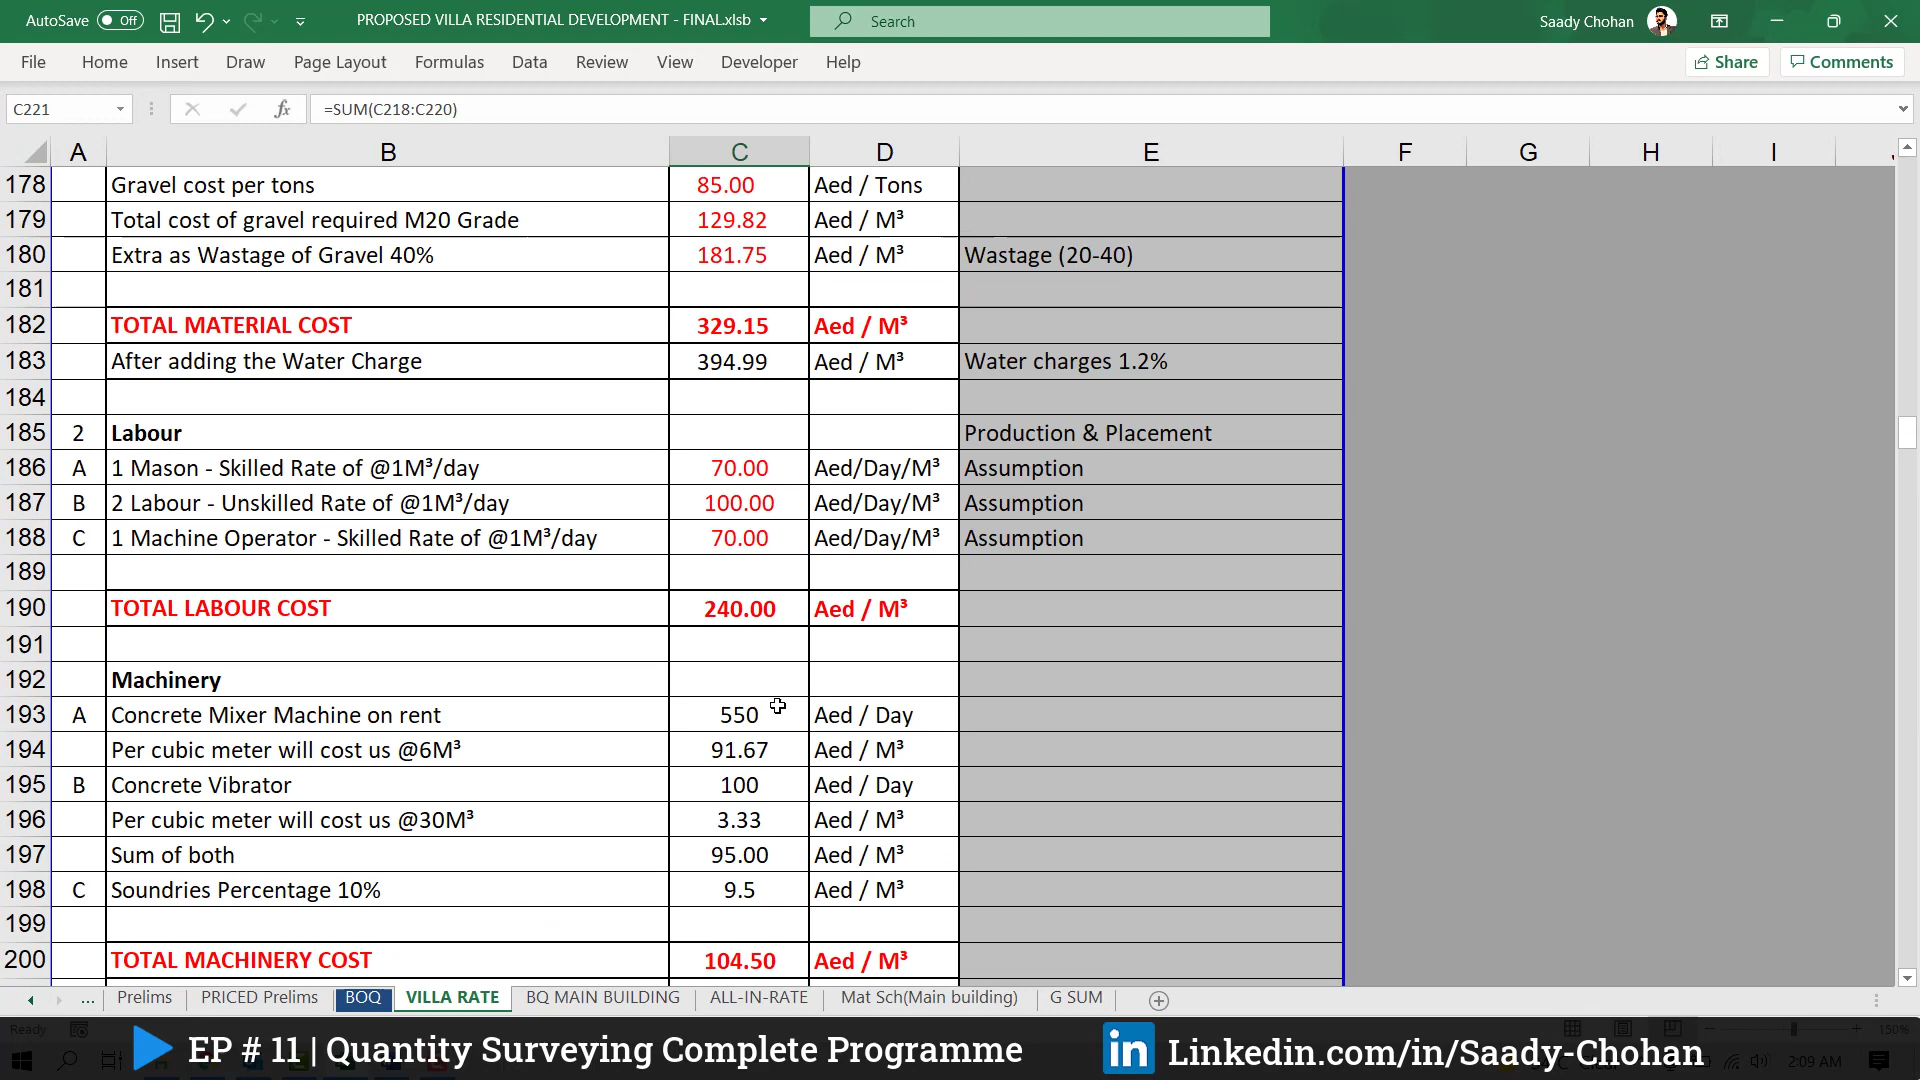 AutoSave Off PROPOSED VILLA RESIDENTIAL DEVELOPMENT - FINAL.xlsb Search Saady Chohan
File Home Insert Draw Page Layout Formulas Data Review View Developer Help Share Comments
C221 fx =SUM(C218:C220)
A B C D E F G H I
178 Gravel cost per tons 85.00 Aed / Tons
179 Total cost of gravel required M20 Grade 129.82 Aed / M³
180 Extra as Wastage of Gravel 40% 181.75 Aed / M³ Wastage (20-40)
181
182 TOTAL MATERIAL COST 329.15 Aed / M³
183 After adding the Water Charge 394.99 Aed / M³ Water charges 1.2%
184
185 2 Labour Production & Placement
186 A 1 Mason - Skilled Rate of @1M³/day 70.00 Aed/Day/M³ Assumption
187 B 2 Labour - Unskilled Rate of @1M³/day 100.00 Aed/Day/M³ Assumption
188 C 1 Machine Operator - Skilled Rate of @1M³/day 70.00 Aed/Day/M³ Assumption
189
190 TOTAL LABOUR COST 240.00 Aed / M³
191
192 Machinery
193 A Concrete Mixer Machine on rent 550 Aed / Day
194 Per cubic meter will cost us @6M³ 91.67 Aed / M³
195 B Concrete Vibrator 100 Aed / Day
196 Per cubic meter will cost us @30M³ 3.33 Aed / M³
197 Sum of both 95.00 Aed / M³
198 C Soundries Percentage 10% 9.5 Aed / M³
199
200 TOTAL MACHINERY COST 104.50 Aed / M³
... Prelims PRICED Prelims BOQ VILLA RATE BQ MAIN BUILDING ALL-IN-RATE Mat Sch(Main building) G SUM
Ready 150%
EP # 11 | Quantity Surveying Complete Programme in Linkedin.com/in/Saady-Chohan
2:09 AM